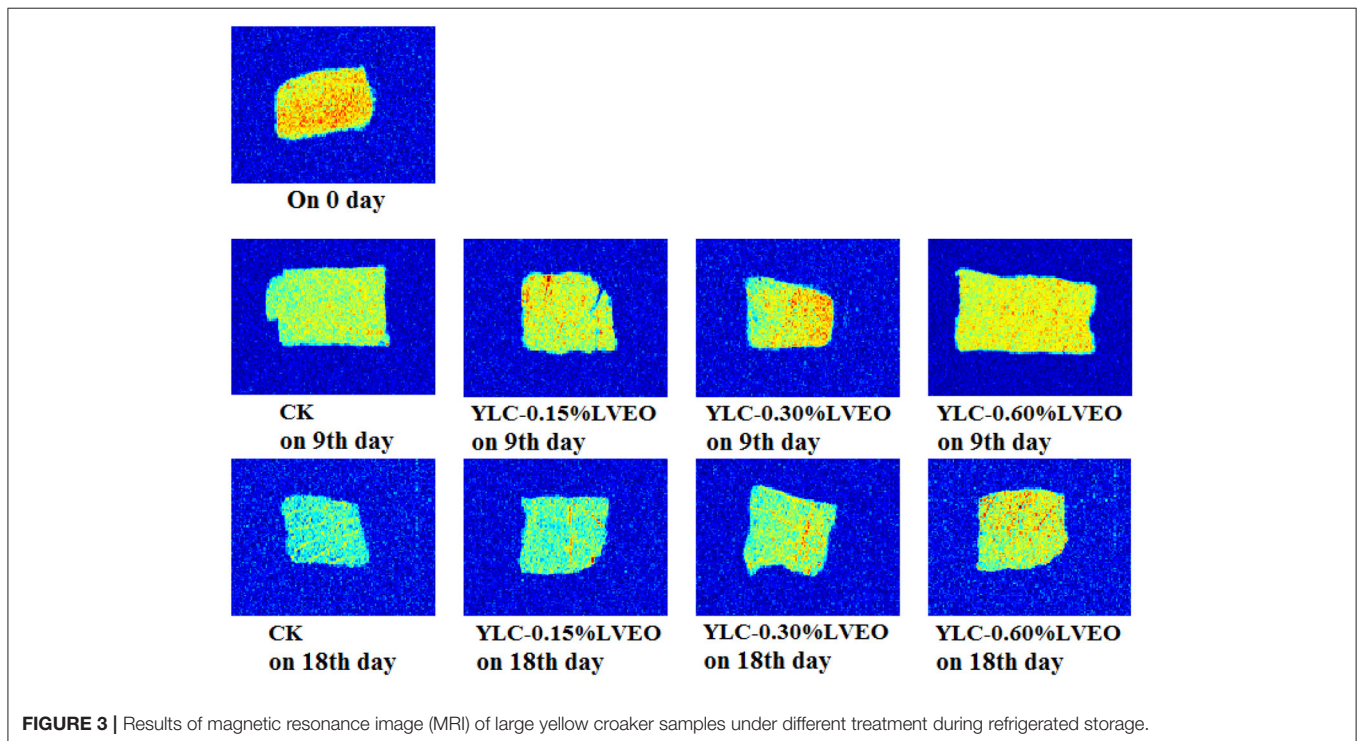 On 0 day
CK
on 9th day
YLC-0.15%LVEO
on 9th day
YLC-0.30%LVEO
on 9th day
YLC-0.60%LVEO
on 9th day
CK
on 18th day
YLC-0.15%LVEO
on 18th day
YLC-0.30%LVEO
on 18th day
YLC-0.60%LVEO
on 18th day
FIGURE 3 | Results of magnetic resonance image (MRI) of large yellow croaker samples under different treatment during refrigerated storage.